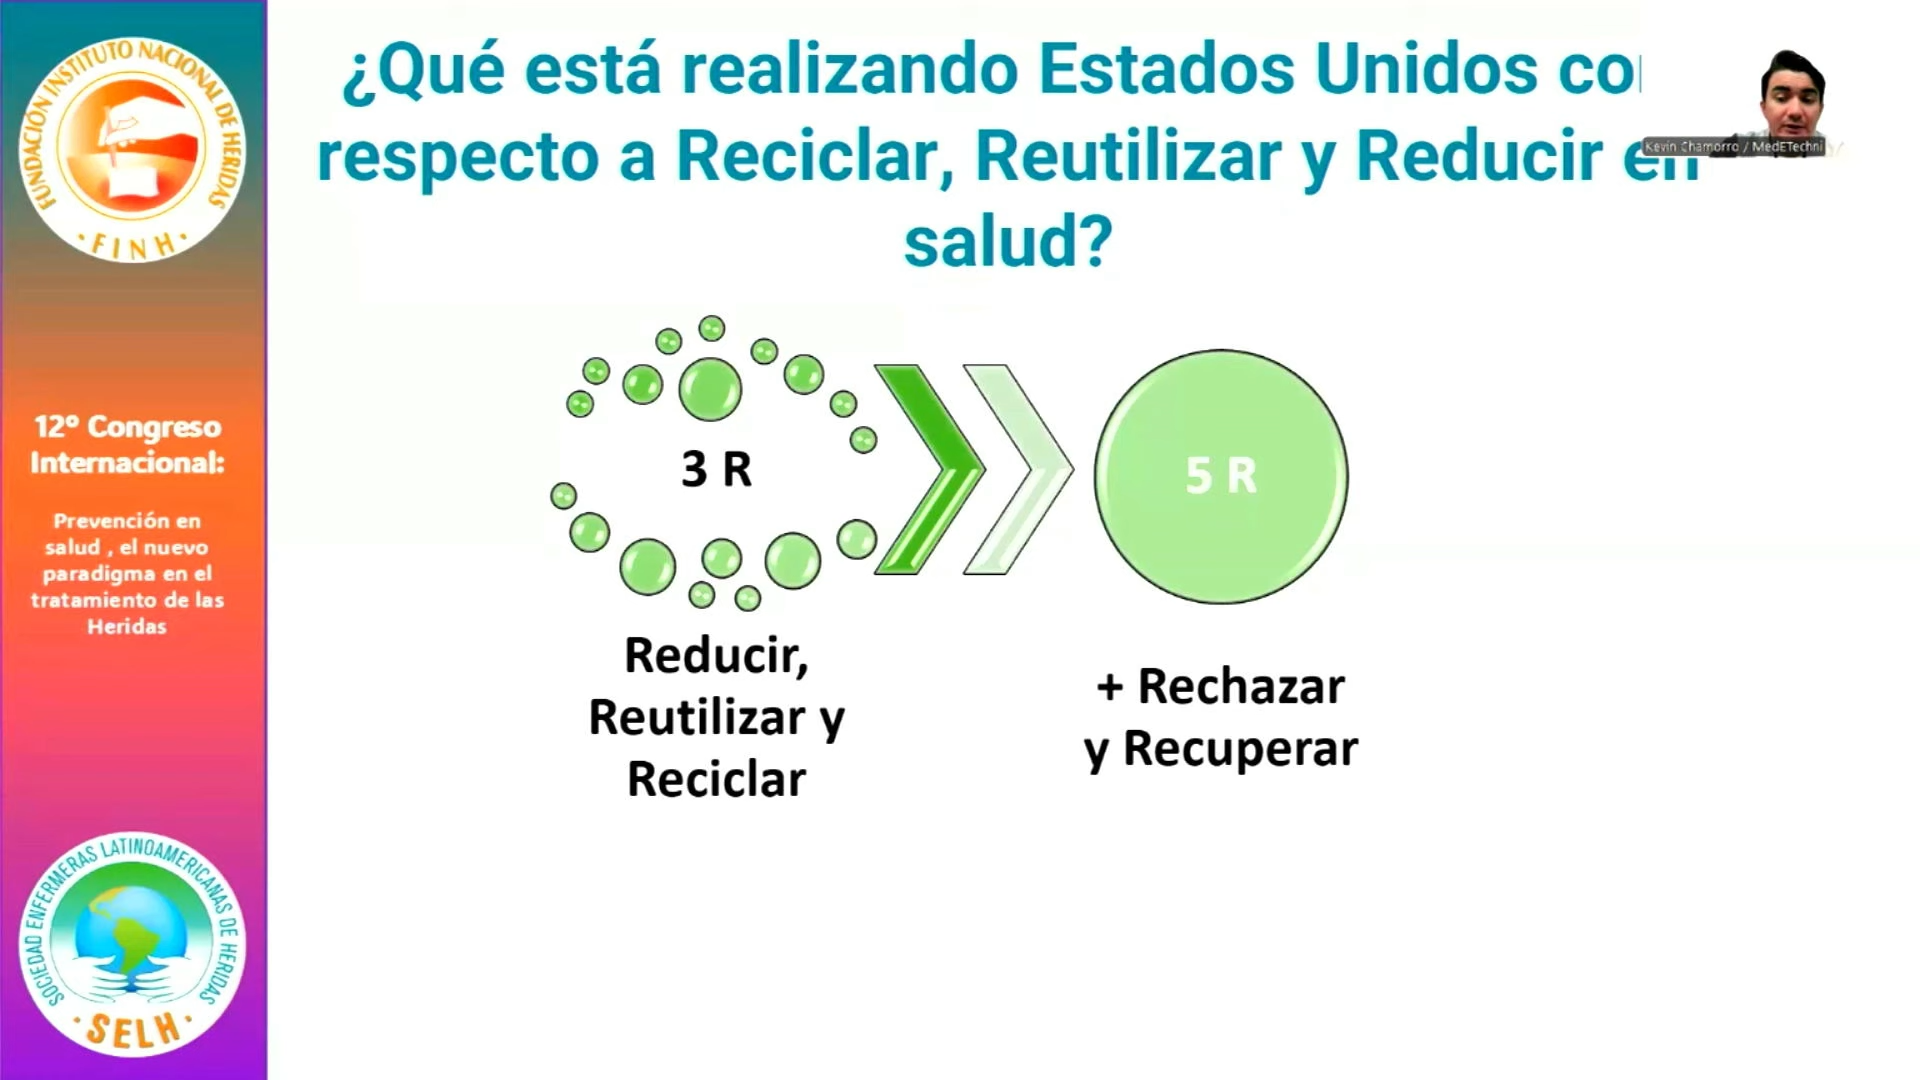 FUNDACIÓN INSTITUTO NACIONAL DE HERIDAS
· FINH ·
12º Congreso
Internacional:
Prevención en
salud , el nuevo
paradigma en el
tratamiento de las
Heridas
SOCIEDAD ENFERMERAS LATINOAMERICANAS DE HERIDAS
· SELH ·
¿Qué está realizando Estados Unidos co
respecto a Reciclar, Reutilizar y Reducir en
salud?
Kevin Chamorro / MedETechni
3 R
5 R
Reducir,
Reutilizar y
Reciclar
+ Rechazar
y Recuperar